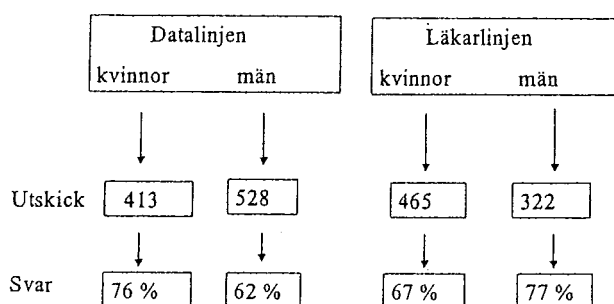 Datalinjen Läkarlinjen
kvinnor män kvinnor män
Utskick 413 528 465 322
Svar 76 % 62 % 67 % 77 %